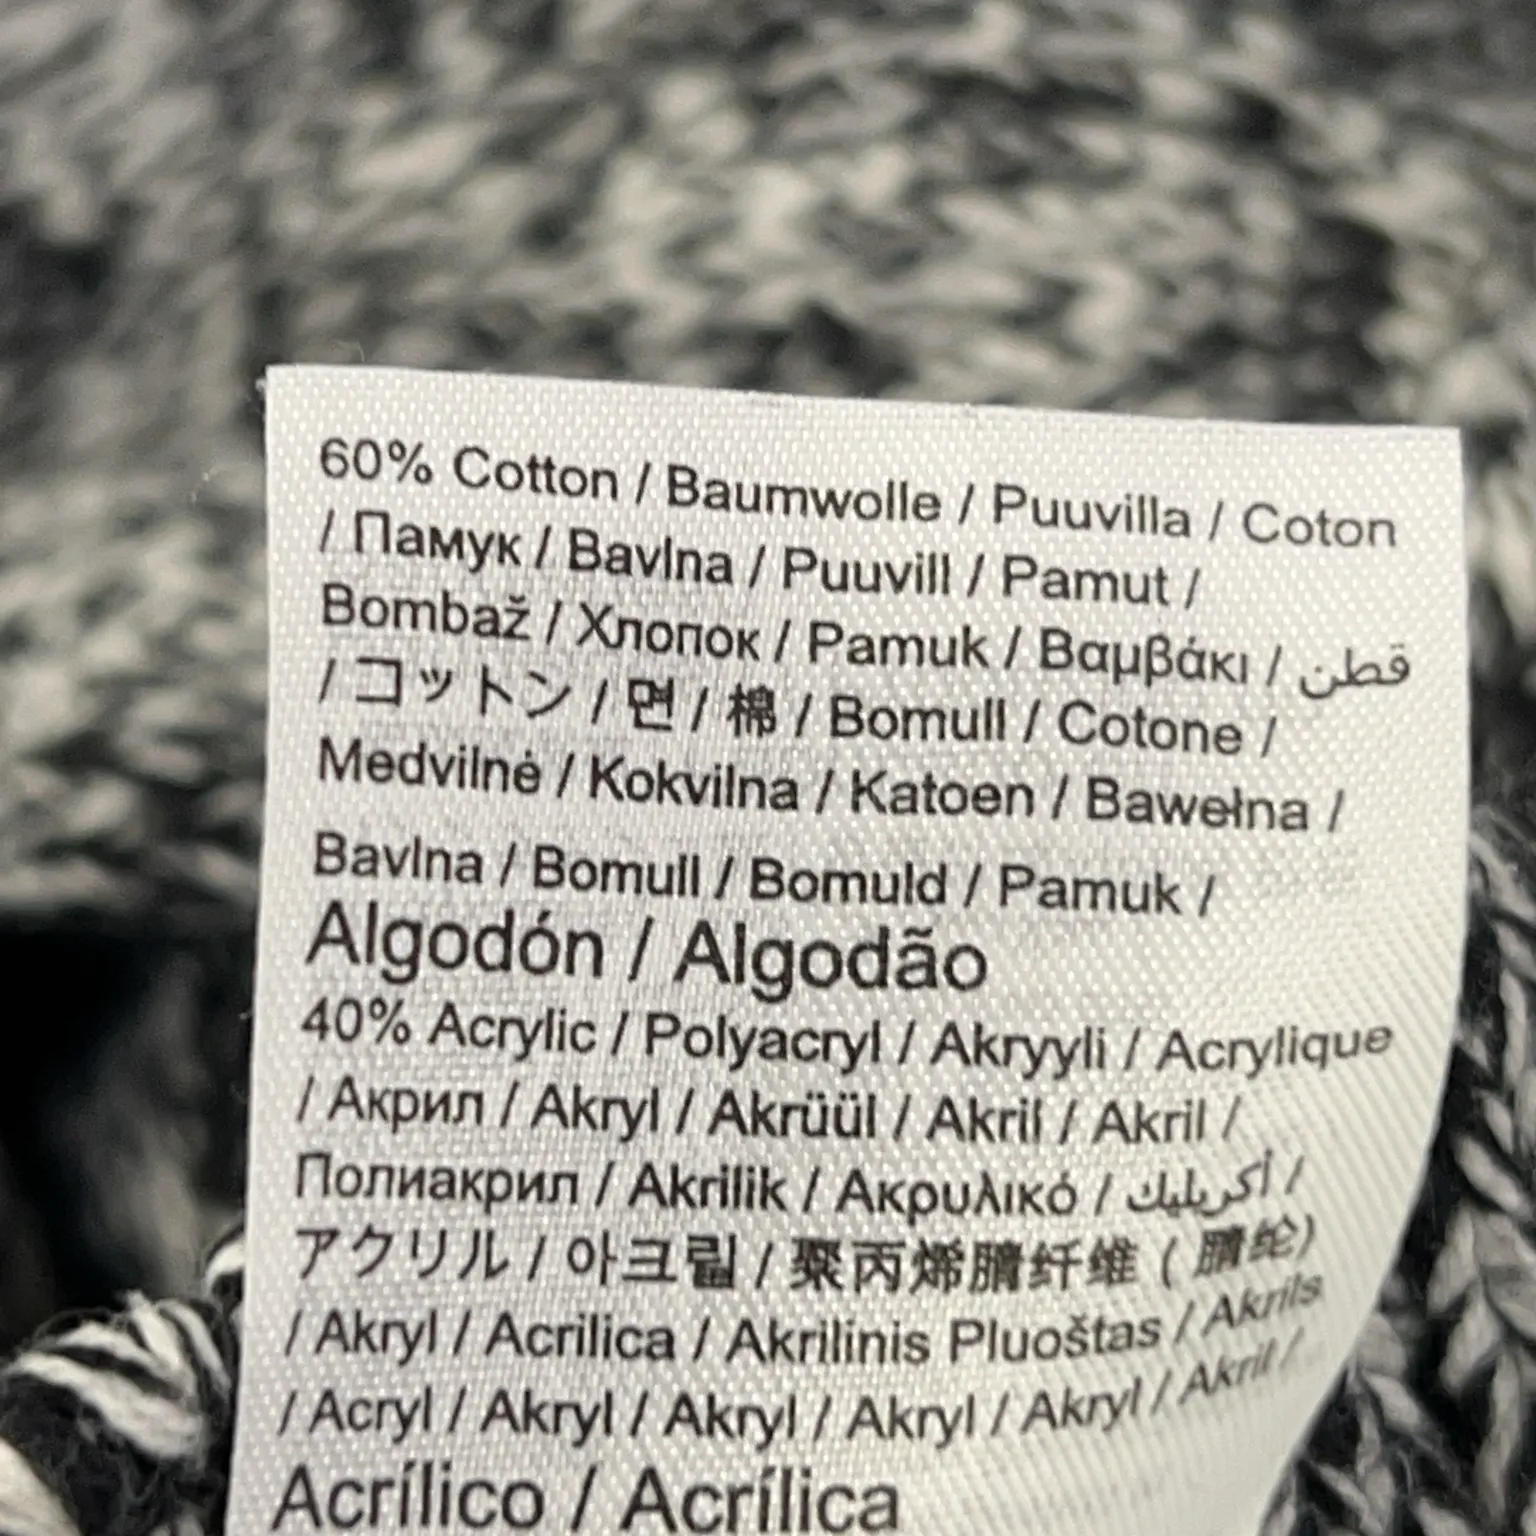 60% Cotton / Baumwolle / Puuvilla / Coton
/ Памук / Bavlna / Puuvill / Pamut /
Bombaž / Хлопок / Pamuk / Βαμβάκι / قطن
/ コットン / 면 / 棉 / Bomull / Cotone /
Medvilnė / Kokvilna / Katoen / Bawełna /
Bavlna / Bomull / Bomuld / Pamuk /
Algodón / Algodão
40% Acrylic / Polyacryl / Akryyli / Acrylique
/ Акрил / Akryl / Akrüül / Akril / Akril /
Полиакрил / Akrilik / Ακρυλικό / أكريليك /
アクリル / 아크릴 / 聚丙烯腈纤维 ( 腈纶)
/ Akryl / Acrilica / Akrilinis Pluoštas / Akrils
/ Acryl / Akryl / Akryl / Akryl / Akryl / Akril /
Acrílico / Acrílica